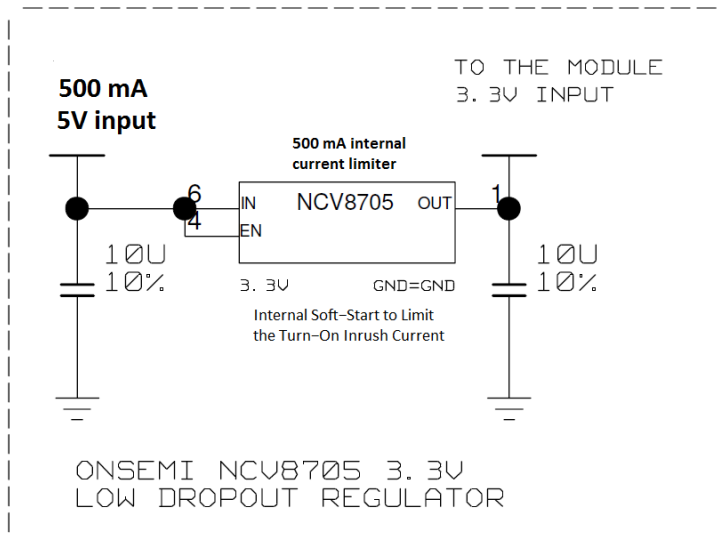 500 mA
5V input
TO THE MODULE
3.3V INPUT
500 mA internal
current limiter
6
IN
NCV8705
OUT
1
4
EN
10U
10%
10U
10%
3.3V
GND=GND
Internal Soft−Start to Limit
the Turn−On Inrush Current
ONSEMI NCV8705 3.3V
LOW DROPOUT REGULATOR